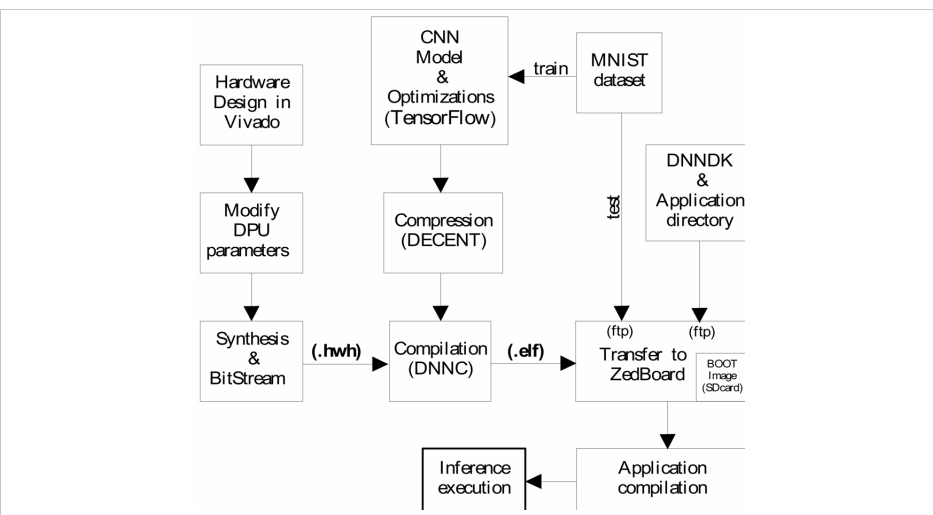 CNN
Model
&
Optimizations
(TensorFlow)
train
MNIST
dataset
Hardware
Design in
Vivado
DNNDK
&
Application
directory
test
Modify
DPU
parameters
Compression
(DECENT)
Synthesis
&
BitStream
(.hwh)
Compilation
(DNNC)
(.elf)
(ftp)
(ftp)
Transfer to
ZedBoard
BOOT
Image
(SDcard)
Inference
execution
Application
compilation